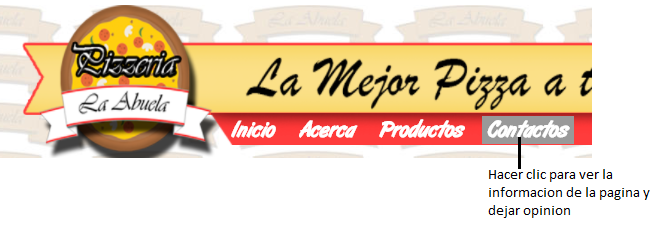 Pizzeria
La Abuela
La Mejor Pizza a t
Inicio Acerca Productos Contactos
Hacer clic para ver la
informacion de la pagina y
dejar opinion